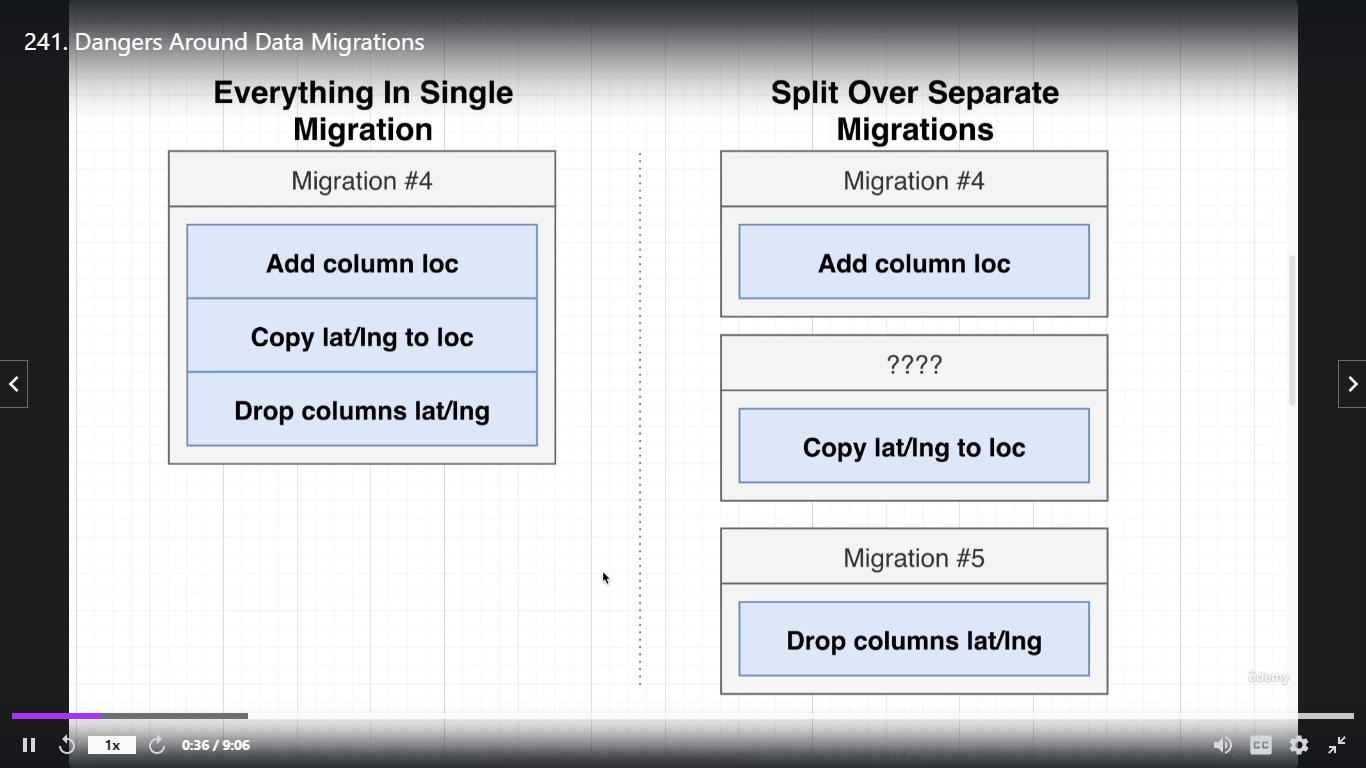 241. Dangers Around Data Migrations
Everything In Single
Migration
Migration #4
Add column loc
Copy lat/lng to loc
Drop columns lat/lng
Split Over Separate
Migrations
Migration #4
Add column loc
????
Copy lat/lng to loc
Migration #5
Drop columns lat/lng
ûdemy
1x
0:36 / 9:06
CC